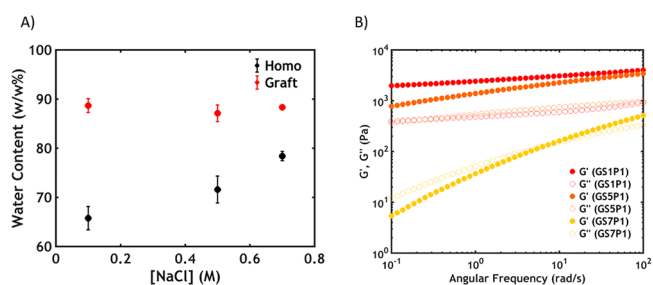 A)
B)
Water Content (w/w%)
100
90
80
70
60
0
0.2
0.4
0.6
0.8
[NaCl] (M)
Homo
Graft
G', G'' (Pa)
10⁴
10³
10²
10¹
10⁰
10⁻¹
10⁰
10¹
10²
Angular Frequency (rad/s)
G' (GS1P1)
G'' (GS1P1)
G' (GS5P1)
G'' (GS5P1)
G' (GS7P1)
G'' (GS7P1)